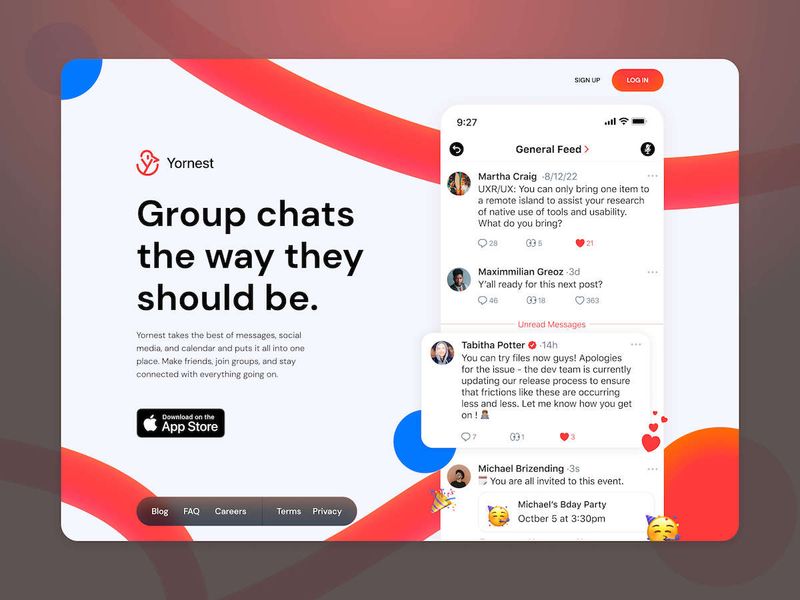 SIGN UP
LOG IN
Yornest
Group chats
the way they
should be.
Yornest takes the best of messages, social
media, and calendar and puts it all into one
place. Make friends, join groups, and stay
connected with everything going on.
Download on the
App Store
Blog
FAQ
Careers
Terms
Privacy
9:27
General Feed
Martha Craig ·8/12/22
UXR/UX: You can only bring one item to
a remote island to assist your research
of native use of tools and usability.
What do you bring?
28
5
21
Maximmilian Greoz ·3d
Y'all ready for this next post?
46
18
363
Unread Messages
Tabitha Potter ·14h
You can try files now guys! Apologies
for the issue - the dev team is currently
updating our release process to ensure
that frictions like these are occurring
less and less. Let me know how you get
on !
7
1
3
Michael Brizending ·3s
You are all invited to this event.
Michael's Bday Party
Octber 5 at 3:30pm